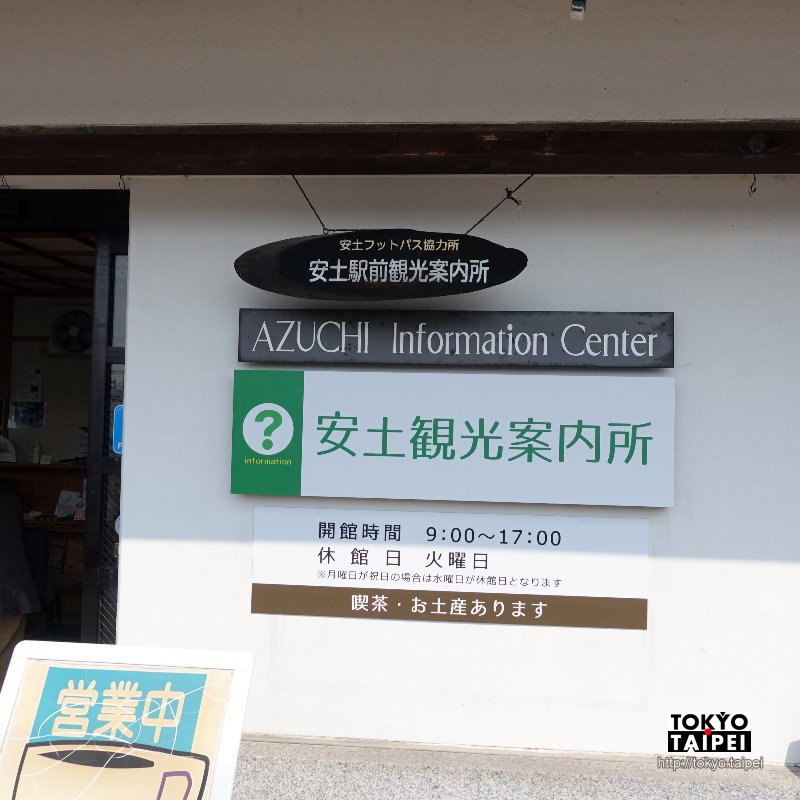 安土フットパス協力所
安土駅前観光案内所
AZUCHI Information Center
?
information
安土観光案内所
開館時間 9:00～17:00
休館日 火曜日
※月曜日が祝日の場合は水曜日が休館日となります
喫茶・お土産あります
営業中
TOKYO
TAIPEI
http://tokyo.taipei